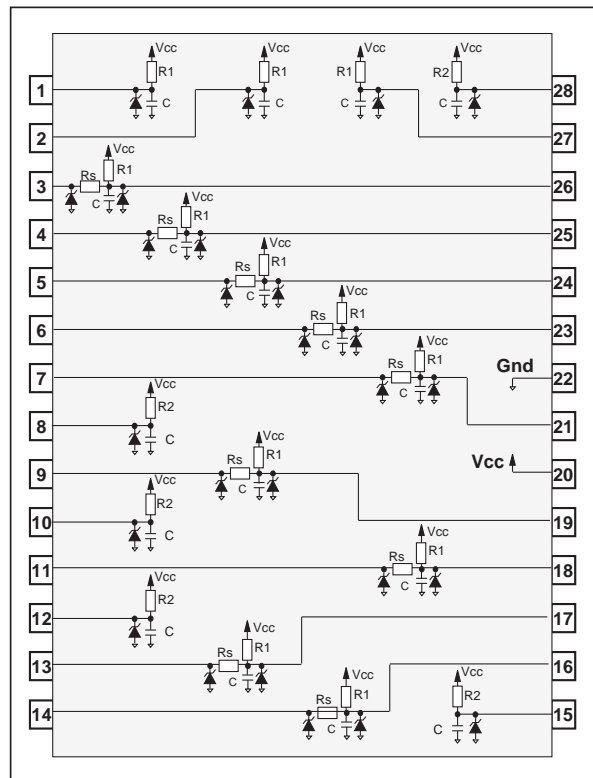 Vcc Vcc Vcc Vcc
R1 R1 R1 R2
1 C C C C 28
2 27
Vcc
Rs R1
3 26
C
Vcc
Rs R1
4 25
C
Vcc
Rs R1
5 24
C
Vcc
Rs R1
6 23
C
Vcc
Rs R1 Gnd
7 22
C
Vcc
R2
8 C 21
Vcc
Rs R1 Vcc
9 20
C
Vcc
R2
10 C 19
Vcc
Rs R1
11 18
C
Vcc
R2
12 C 17
Vcc
Rs R1
13 16
C
Vcc Vcc
Rs R1 R2
14 15
C C